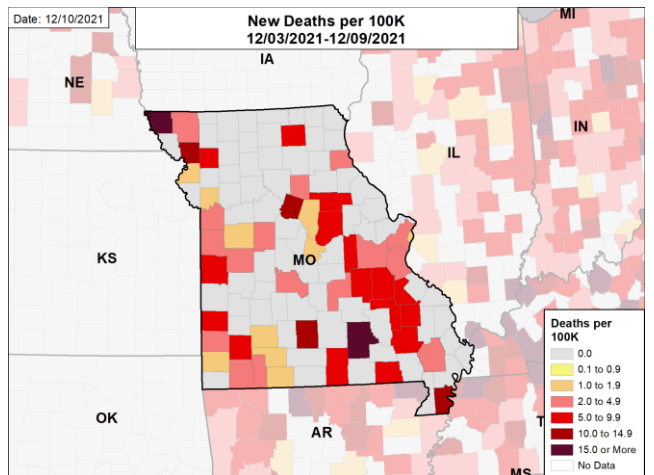 Date: 12/10/2021
New Deaths per 100K
12/03/2021-12/09/2021
MI
IA
NE
IL
IN
KS
MO
OK
AR
T
MS
Deaths per
100K
0.0
0.1 to 0.9
1.0 to 1.9
2.0 to 4.9
5.0 to 9.9
10.0 to 14.9
15.0 or More
No Data